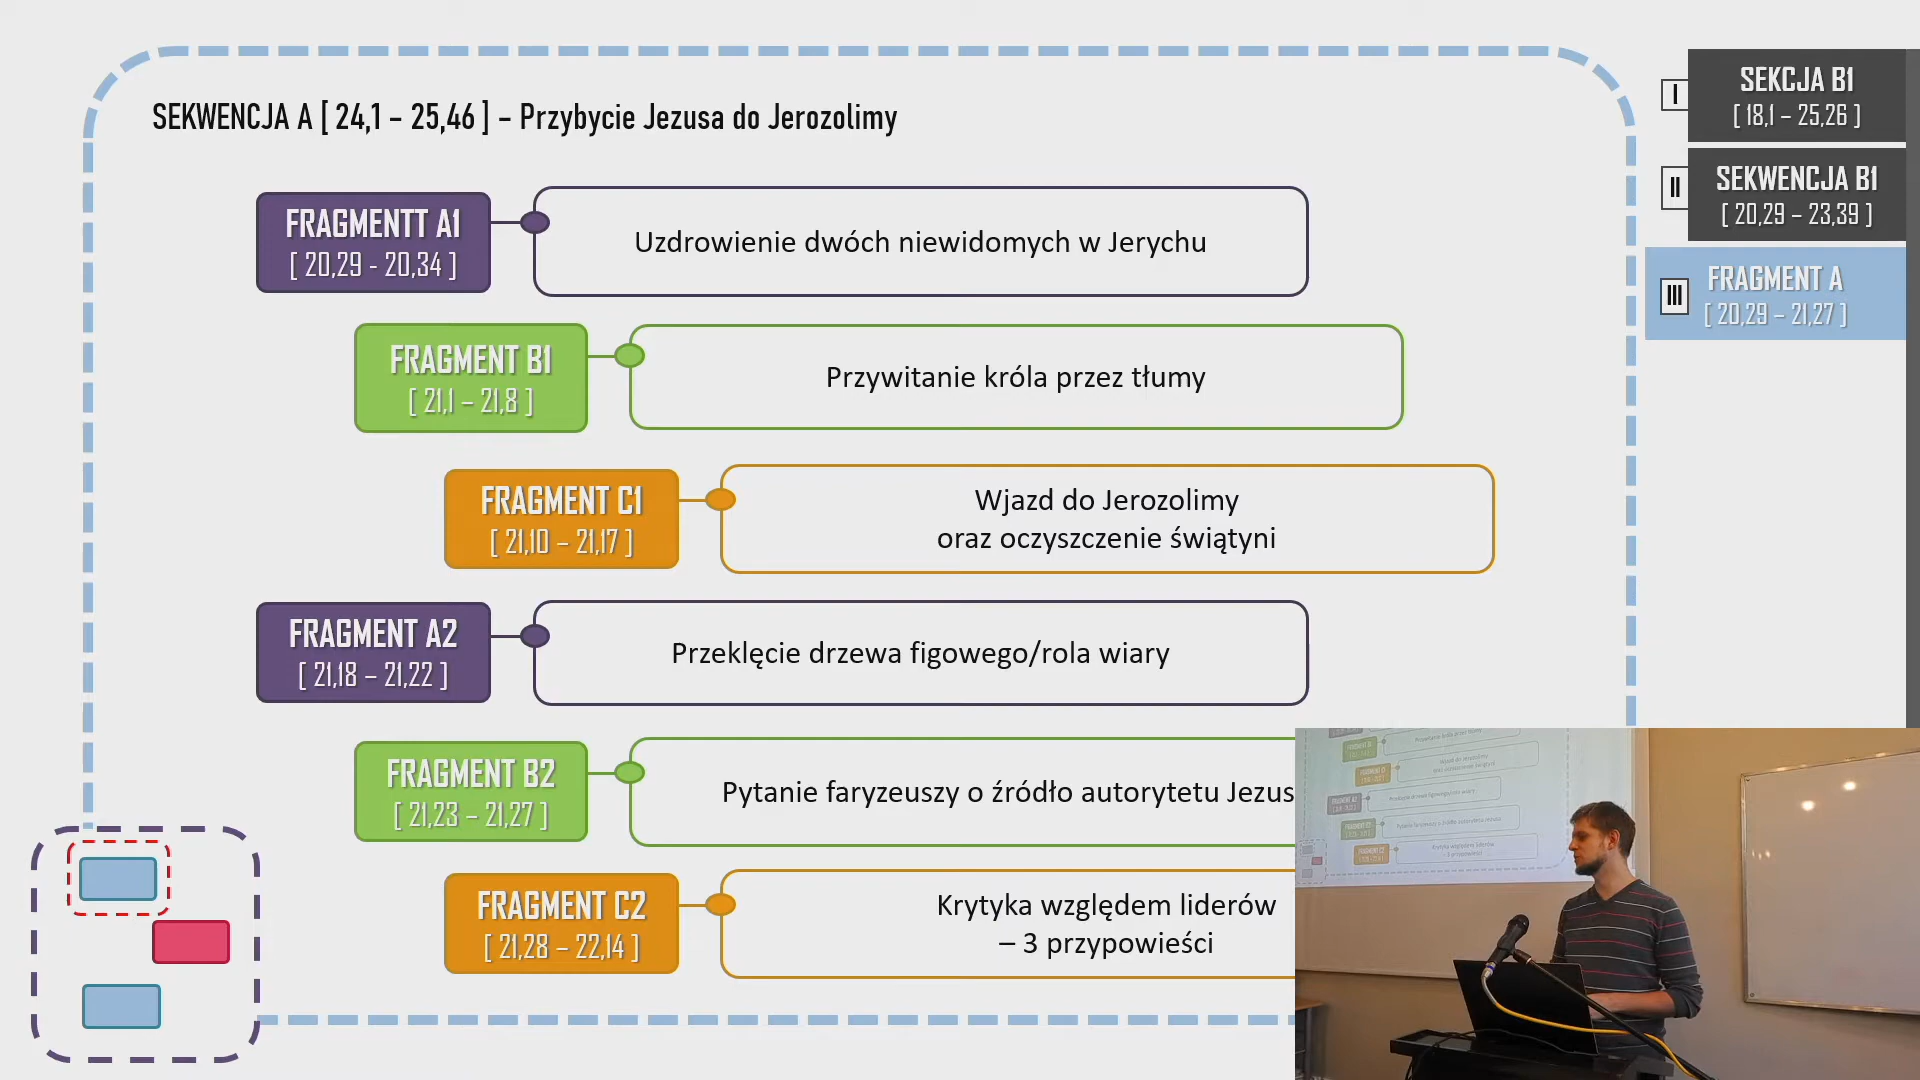 SEKWENCJA A [ 24,1 – 25,46 ] – Przybycie Jezusa do Jerozolimy
FRAGMENTT A1
[ 20,29 - 20,34 ]
Uzdrowienie dwóch niewidomych w Jerychu
FRAGMENT B1
[ 21,1 – 21,8 ]
Przywitanie króla przez tłumy
FRAGMENT C1
[ 21,10 – 21,17 ]
Wjazd do Jerozolimy
oraz oczyszczenie świątyni
FRAGMENT A2
[ 21,18 – 21,22 ]
Przeklęcie drzewa figowego/rola wiary
FRAGMENT B2
[ 21,23 – 21,27 ]
Pytanie faryzeuszy o źródło autorytetu Jezus
FRAGMENT C2
[ 21,28 – 22,14 ]
Krytyka względem liderów
– 3 przypowieści
I
SEKCJA B1
[ 18,1 – 25,26 ]
II
SEKWENCJA B1
[ 20,29 – 23,39 ]
III
FRAGMENT A
[ 20,29 – 21,27 ]